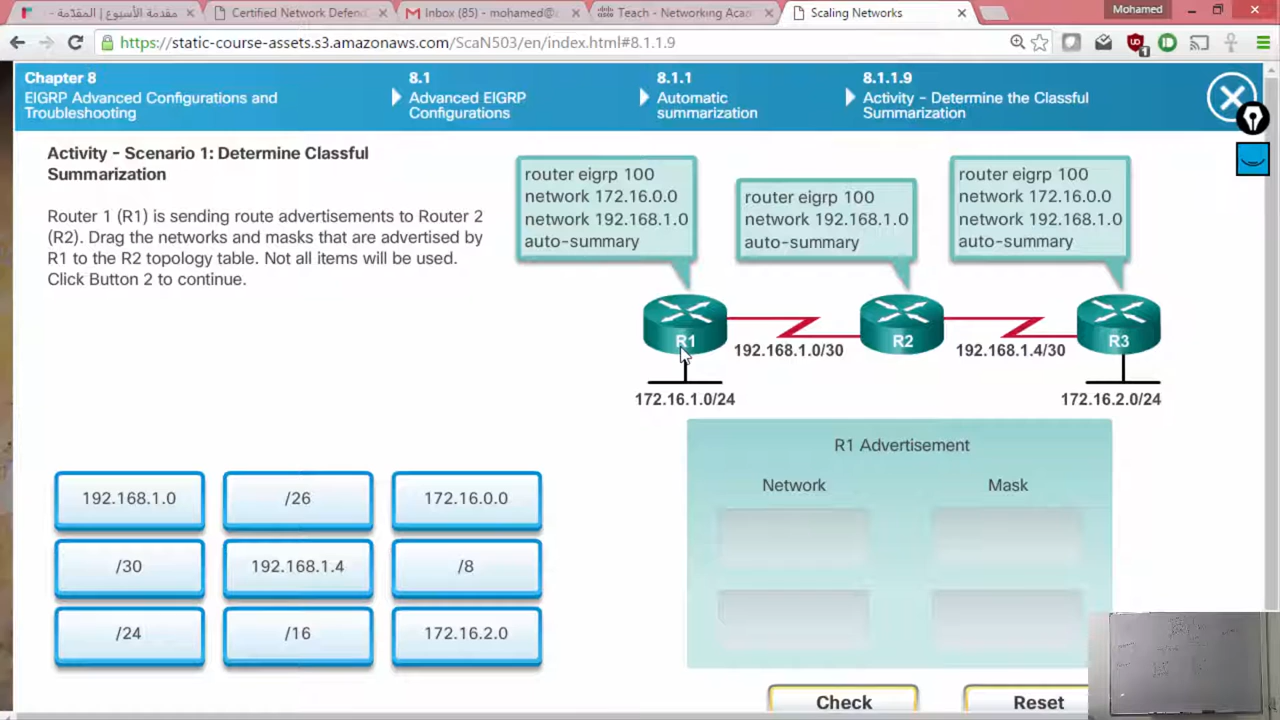 مقدمة الأسبوع | المقدّمة -
Certified Network Defend
Inbox (85) - mohamed@
Teach - Networking Acad
Scaling Networks
Mohamed
https://static-course-assets.s3.amazonaws.com/ScaN503/en/index.html#8.1.1.9
Chapter 8
EIGRP Advanced Configurations and
Troubleshooting
8.1
Advanced EIGRP
Configurations
8.1.1
Automatic
summarization
8.1.1.9
Activity - Determine the Classful
Summarization
Activity - Scenario 1: Determine Classful
Summarization
Router 1 (R1) is sending route advertisements to Router 2
(R2). Drag the networks and masks that are advertised by
R1 to the R2 topology table. Not all items will be used.
Click Button 2 to continue.
router eigrp 100
network 172.16.0.0
network 192.168.1.0
auto-summary
router eigrp 100
network 192.168.1.0
auto-summary
router eigrp 100
network 172.16.0.0
network 192.168.1.0
auto-summary
R1
192.168.1.0/30
R2
192.168.1.4/30
R3
172.16.1.0/24
172.16.2.0/24
192.168.1.0
/26
172.16.0.0
/30
192.168.1.4
/8
/24
/16
172.16.2.0
R1 Advertisement
Network
Mask
Check
Reset